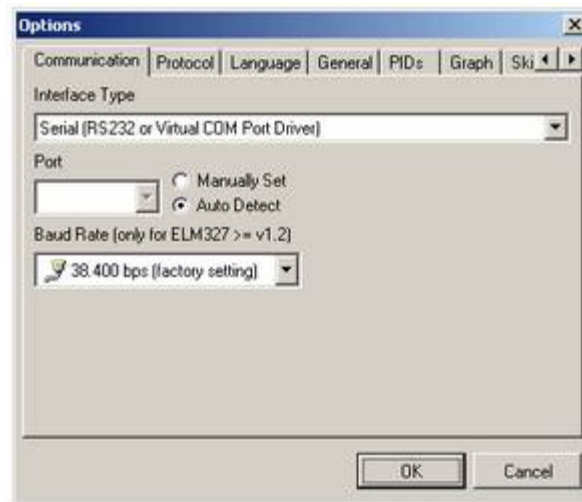 Options
Communication Protocol Language General PIDs Graph Ski
Interface Type
Serial (RS232 or Virtual COM Port Driver)
Port
Manually Set
Auto Detect
Baud Rate (only for ELM327 >= v1.2)
38.400 bps (factory setting)
OK Cancel